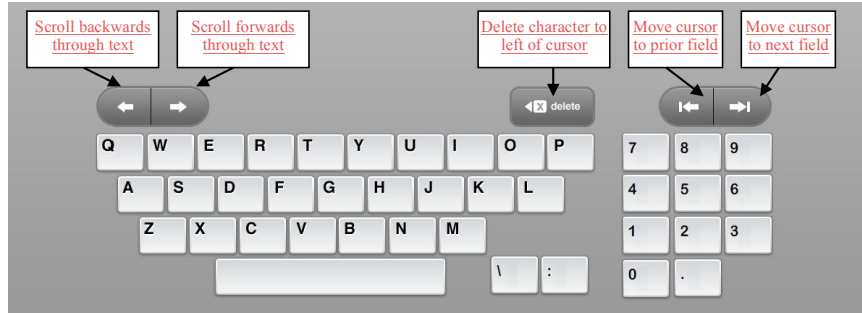 Scroll backwards
through text
Scroll forwards
through text
Delete character to
left of cursor
Move cursor
to prior field
Move cursor
to next field
X delete
Q W E R T Y U I O P
7 8 9
A S D F G H J K L
4 5 6
Z X C V B N M
1 2 3
\ :
0 .